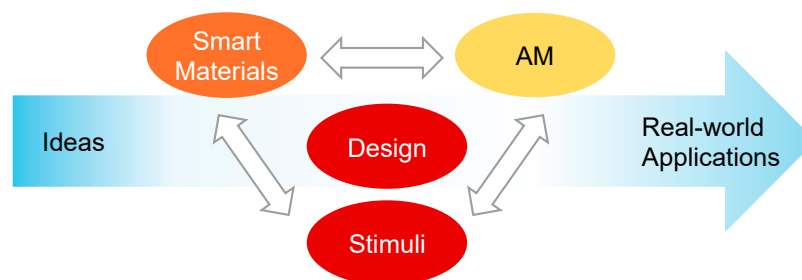 Smart
Materials
AM
Ideas
Design
Real-world
Applications
Stimuli